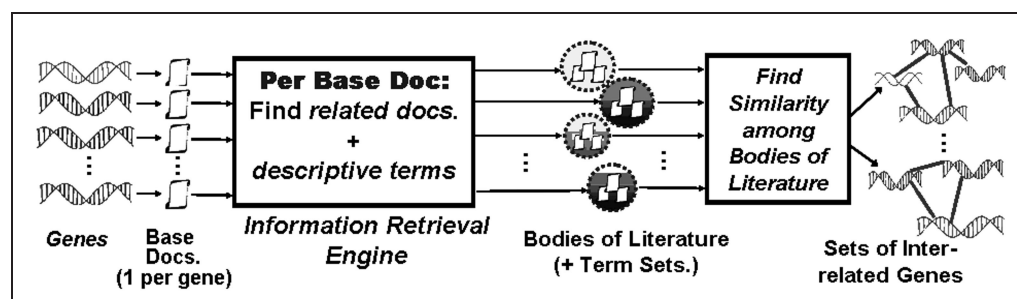 Per Base Doc:
Find related docs.
+
descriptive terms
Find
Similarity
among
Bodies of
Literature
Genes
Base
Docs.
(1 per gene)
Information Retrieval
Engine
Bodies of Literature
(+ Term Sets.)
Sets of Inter-
related Genes